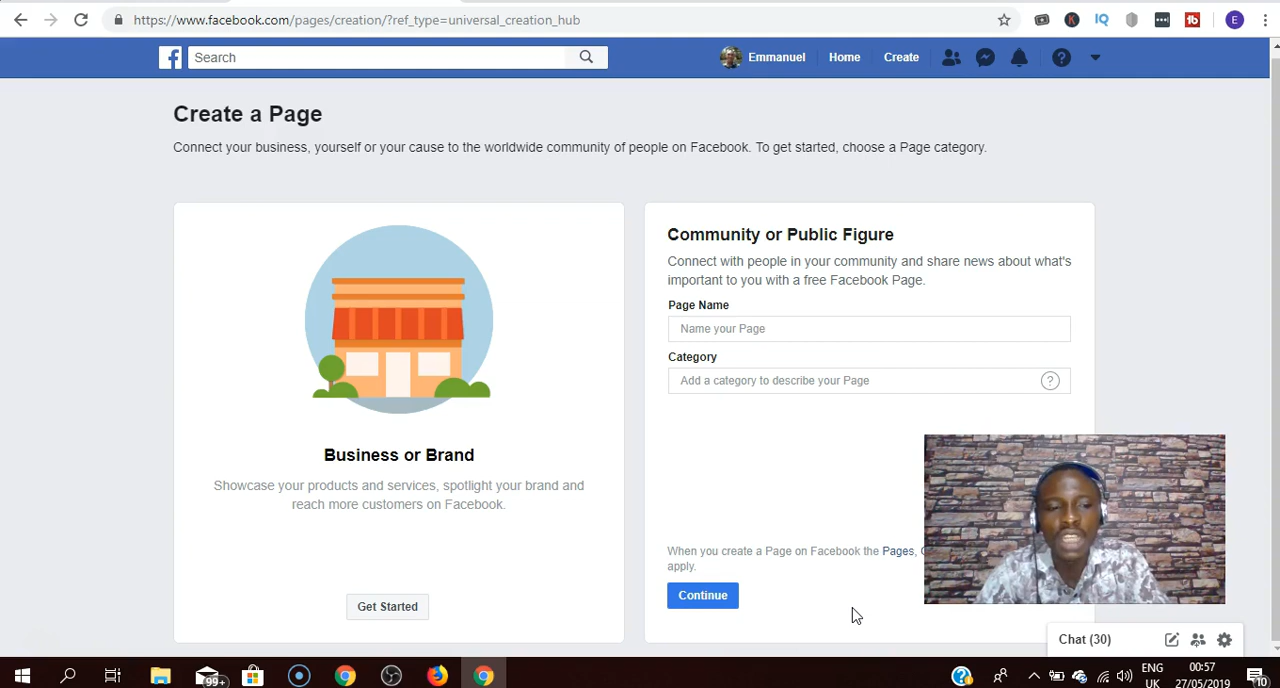 https://www.facebook.com/pages/creation/?ref_type=universal_creation_hub
K
IQ
tb
E
f
Search
Emmanuel
Home
Create
?
Create a Page
Connect your business, yourself or your cause to the worldwide community of people on Facebook. To get started, choose a Page category.
Business or Brand
Showcase your products and services, spotlight your brand and
reach more customers on Facebook.
Get Started
Community or Public Figure
Connect with people in your community and share news about what's
important to you with a free Facebook Page.
Page Name
Name your Page
Category
Add a category to describe your Page
?
When you create a Page on Facebook the Pages,
apply.
Continue
Chat (30)
99+
?
ENG
UK
00:57
27/05/2019
10